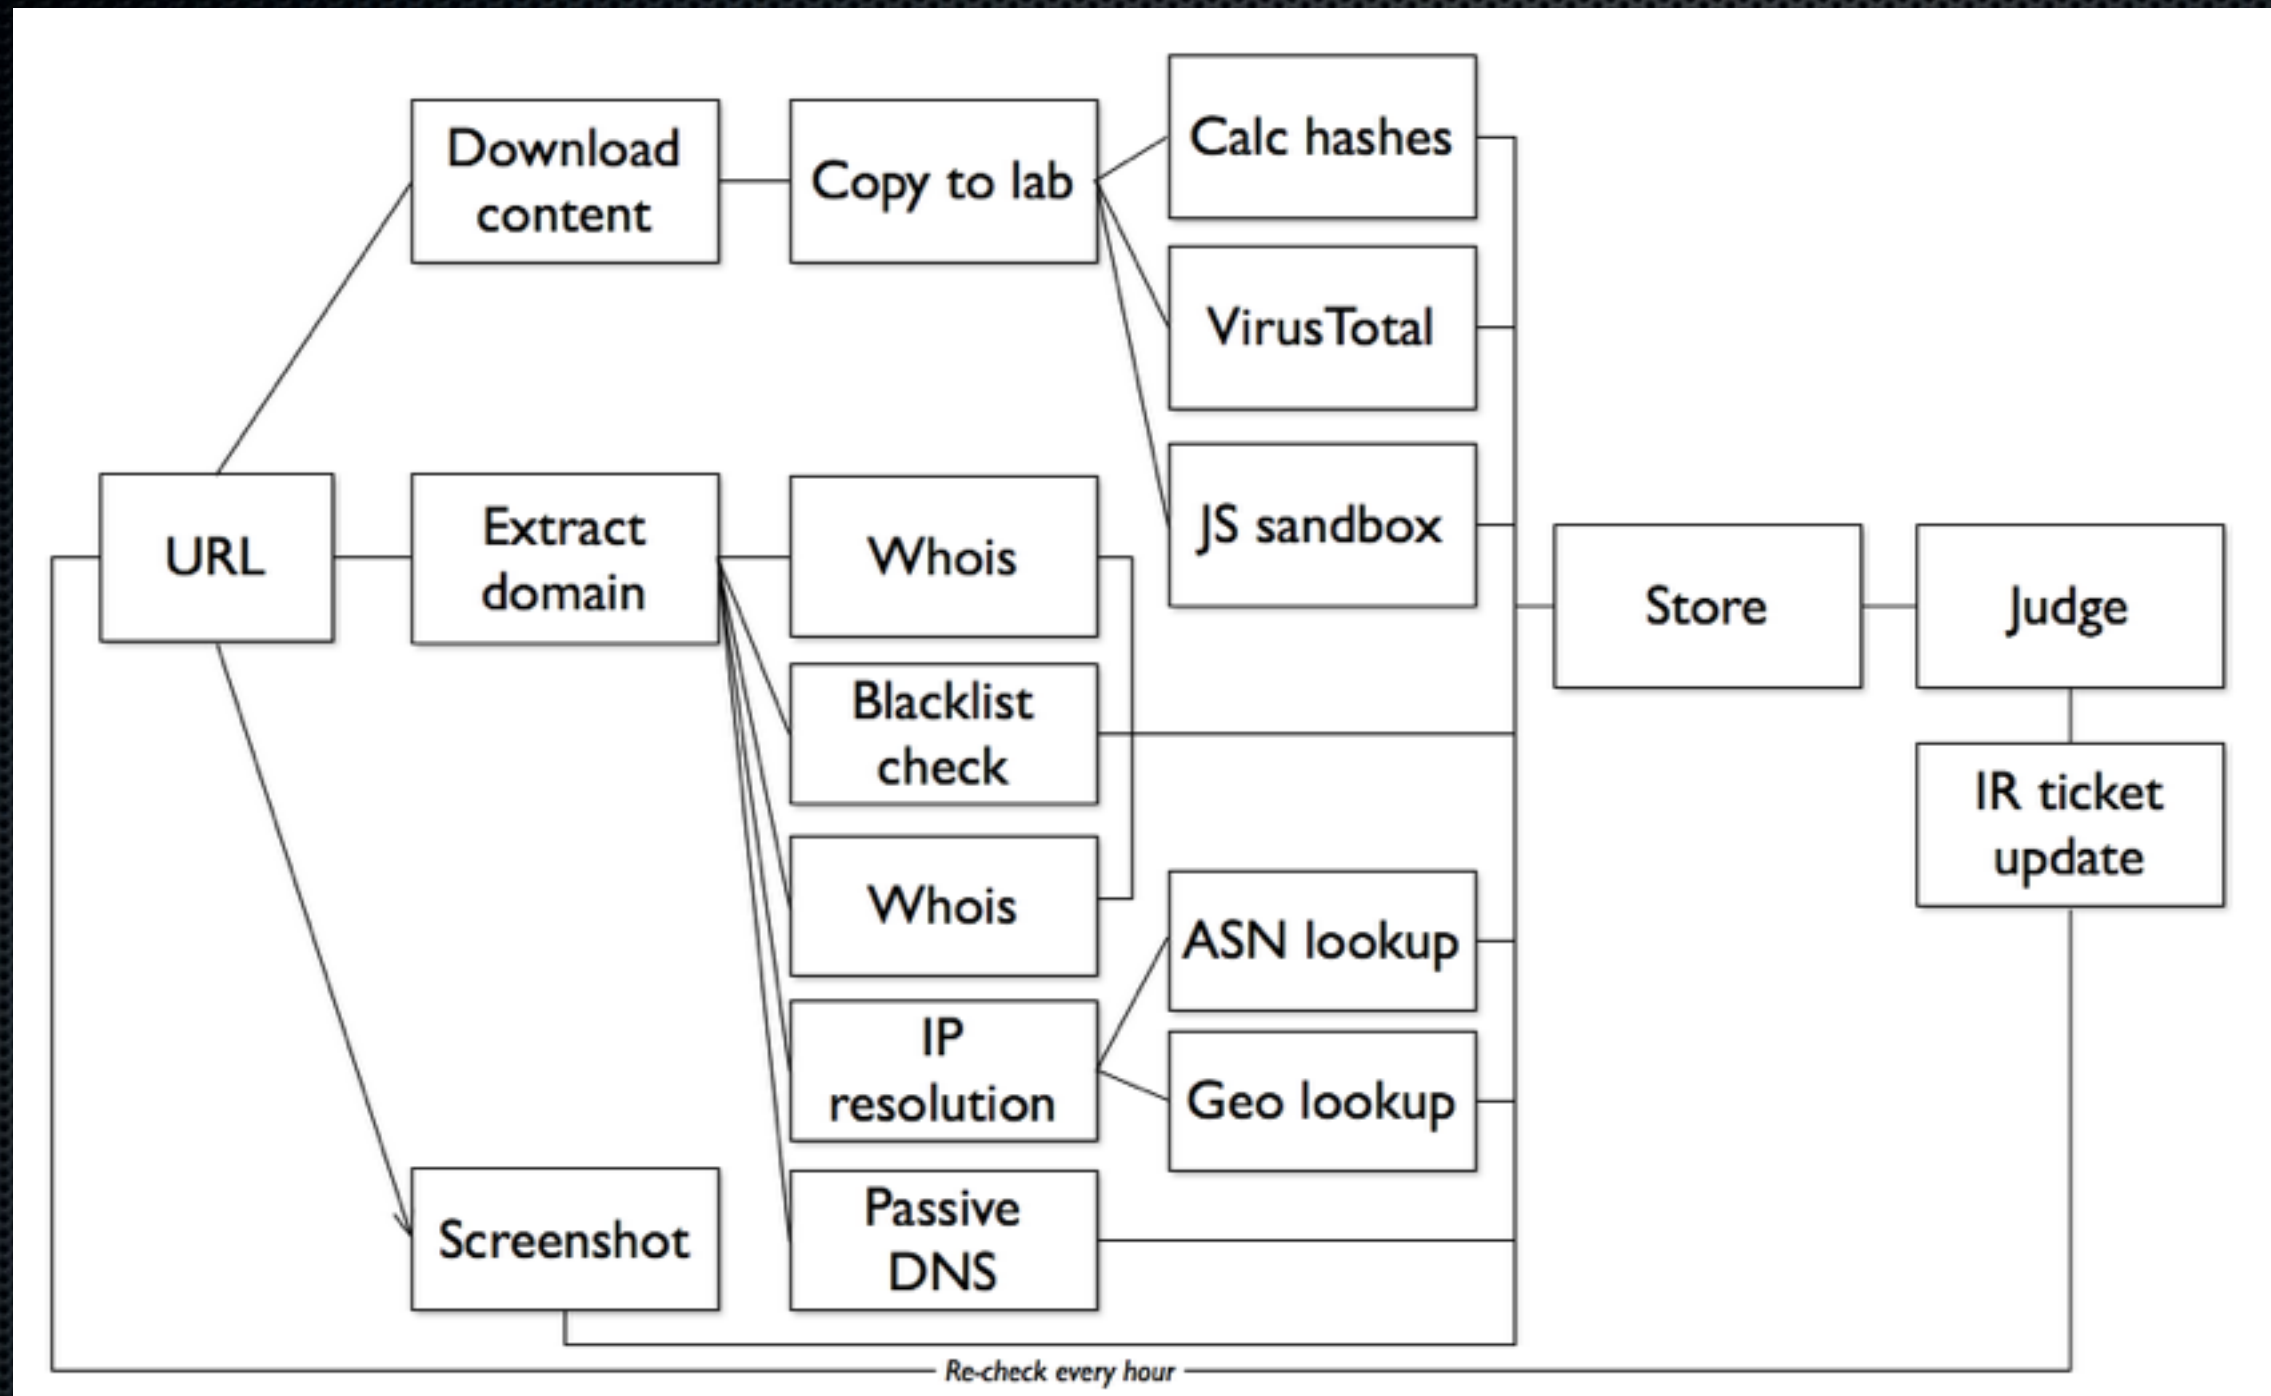 Download
content
Copy to lab
Calc hashes
VirusTotal
JS sandbox
URL
Extract
domain
Whois
Blacklist
check
Whois
IP
resolution
Passive
DNS
ASN lookup
Geo lookup
Screenshot
Store
Judge
IR ticket
update
Re-check every hour